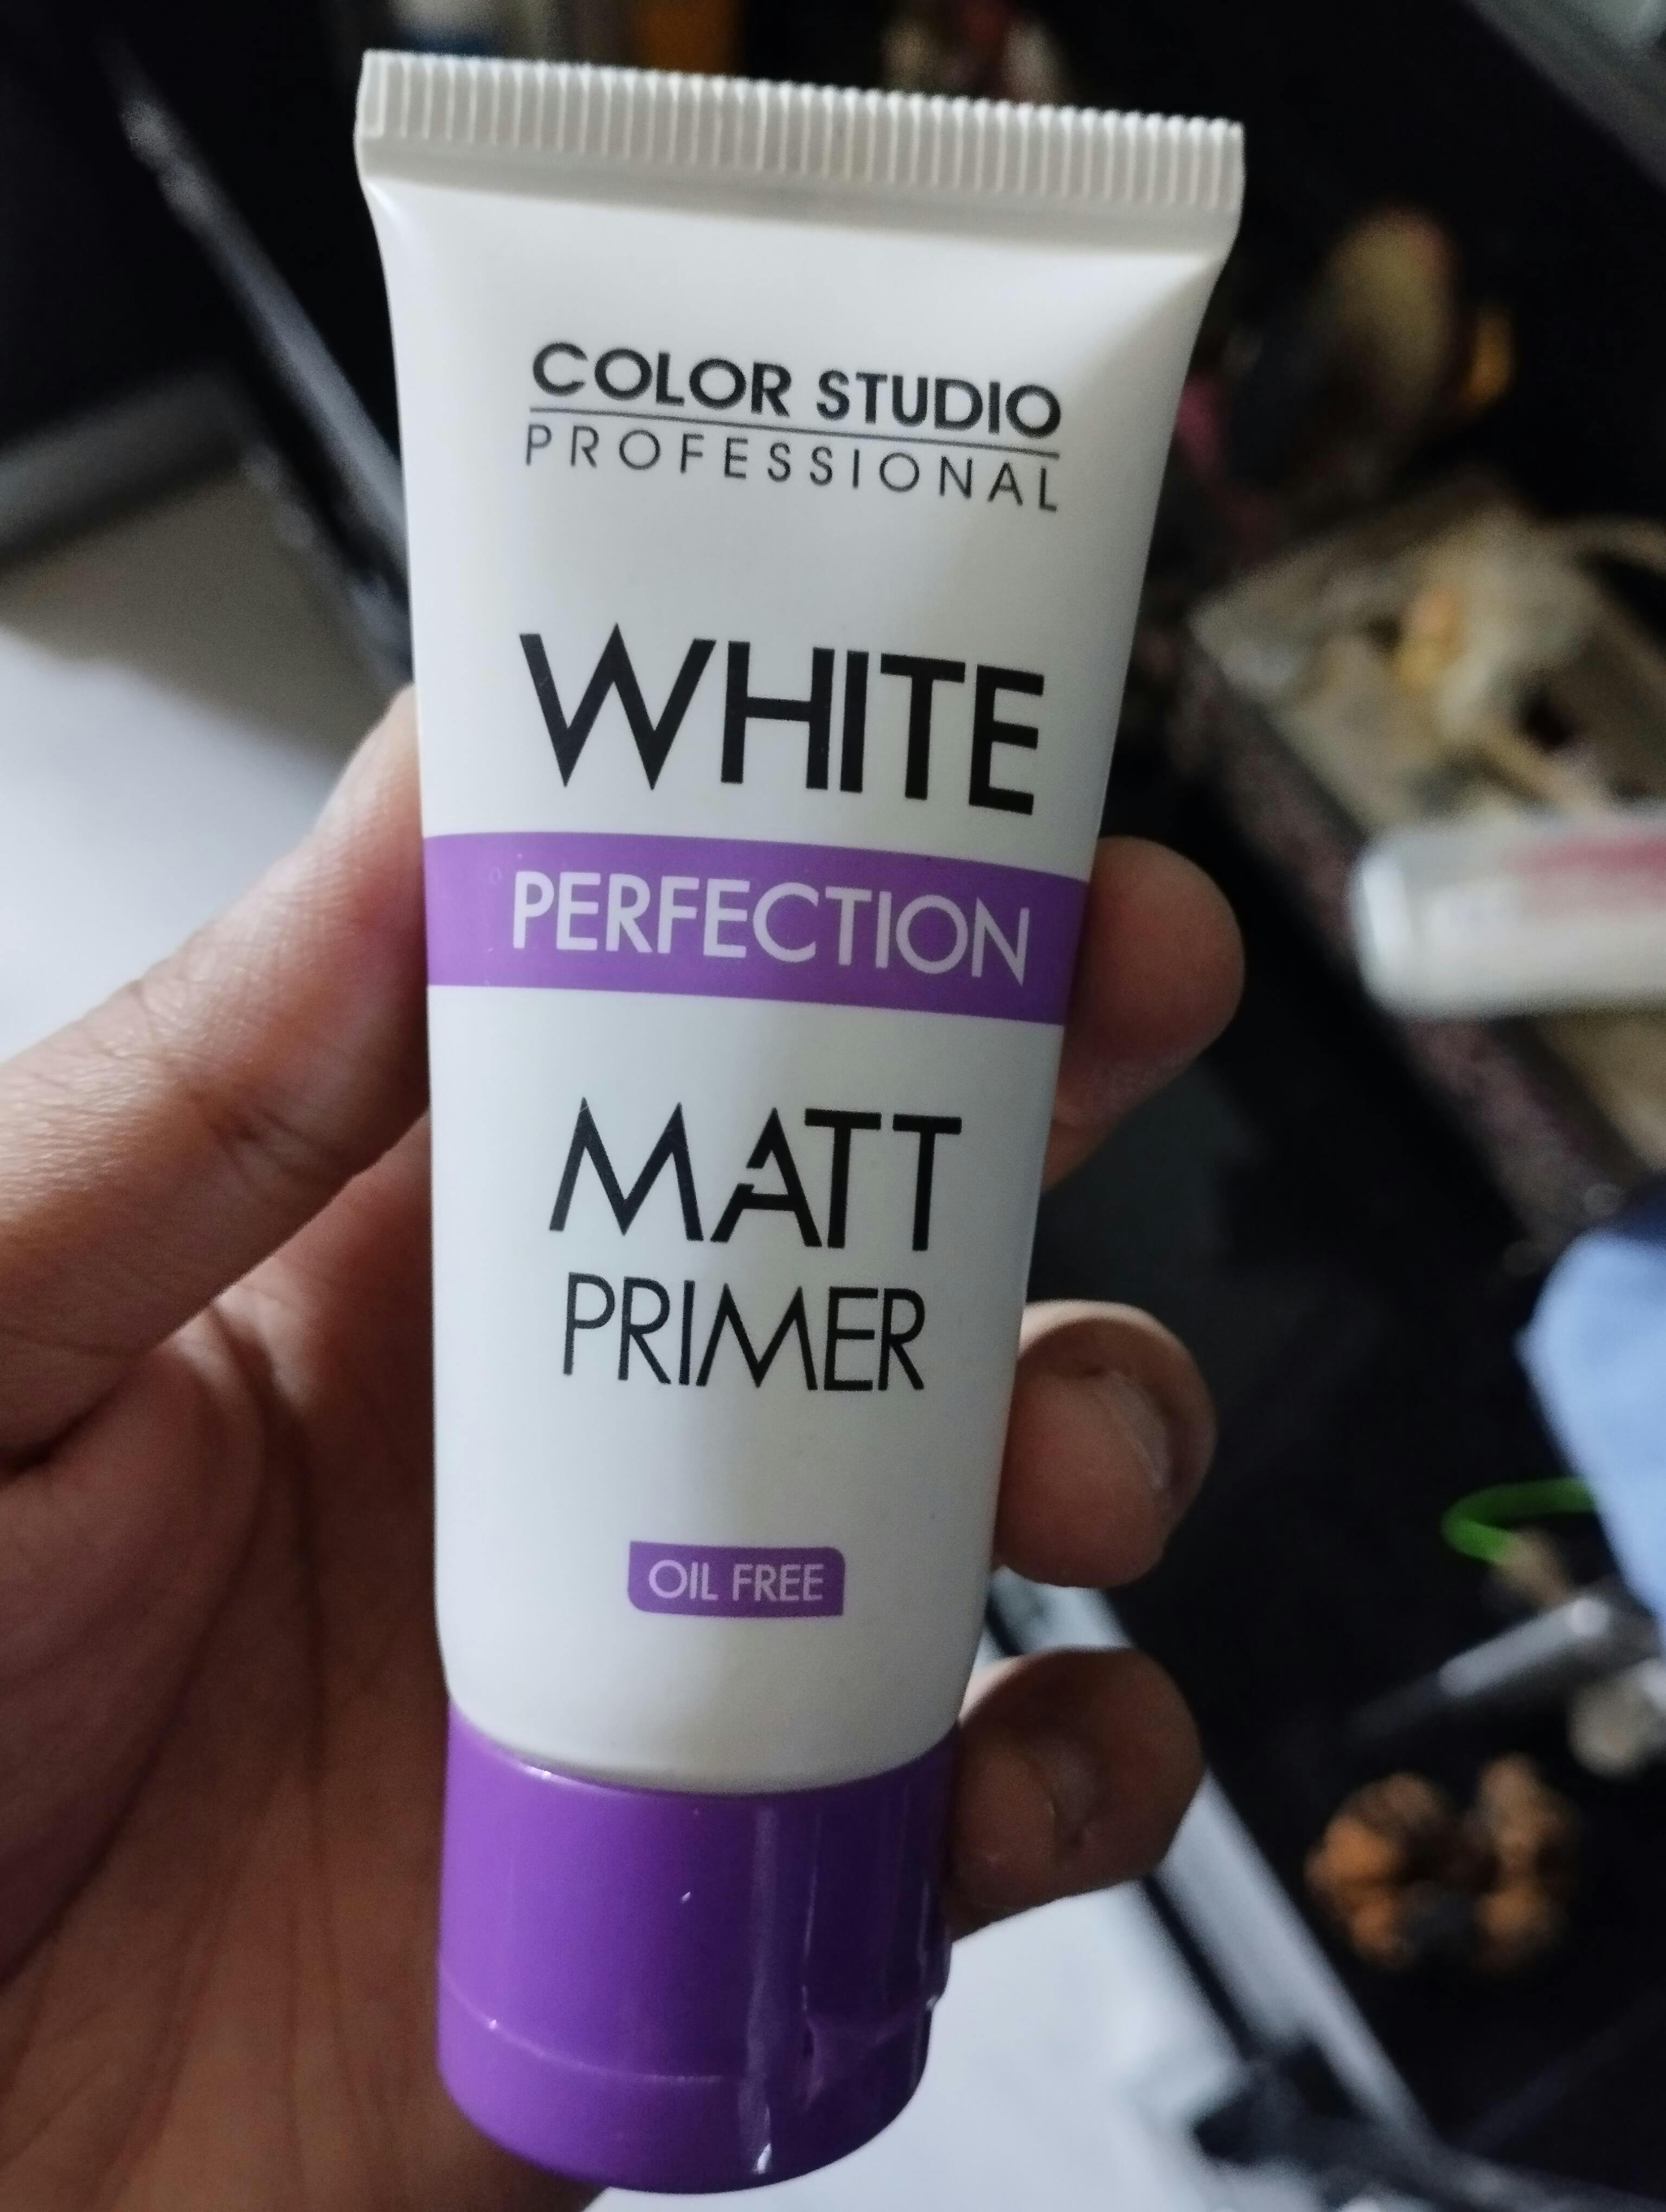 COLOR STUDIO
PROFESSIONAL
WHITE
PERFECTION
MATT
PRIMER
OIL FREE